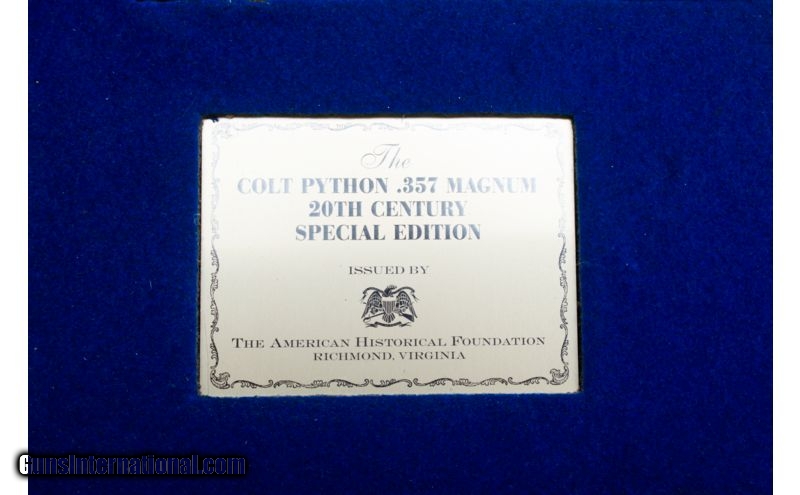 The
COLT PYTHON .357 MAGNUM
20TH CENTURY
SPECIAL EDITION
ISSUED BY
THE AMERICAN HISTORICAL FOUNDATION
RICHMOND, VIRGINIA
GunsInternational.com